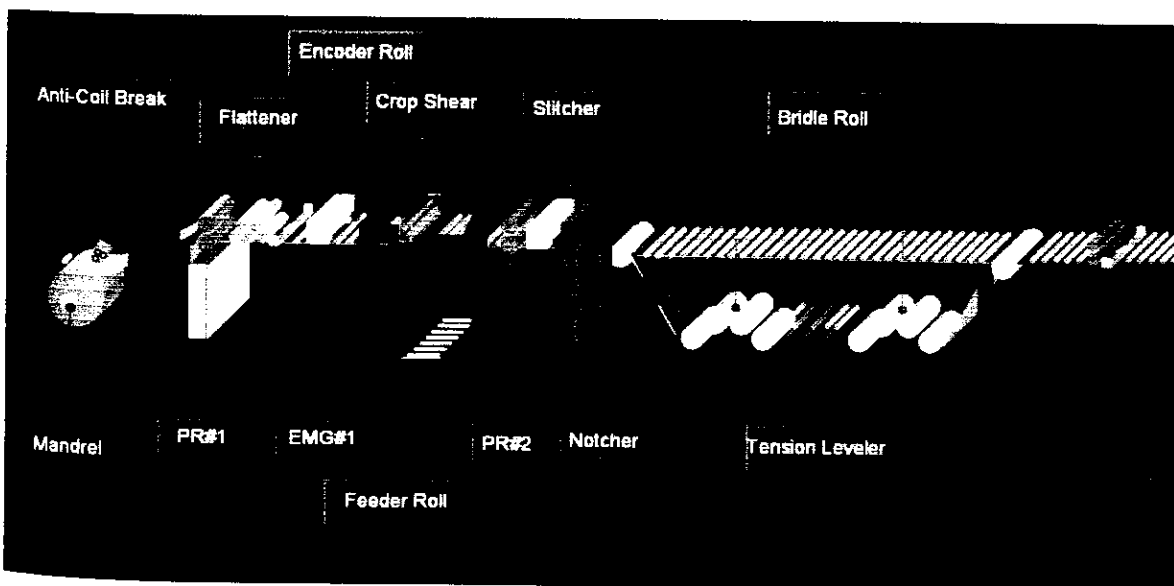 Encoder Roll
Anti-Coil Break
Flattener
Crop Shear
Stitcher
Bridle Roll
Mandrel
PR#1
EMG#1
PR#2
Notcher
Tension Leveler
Feeder Roll